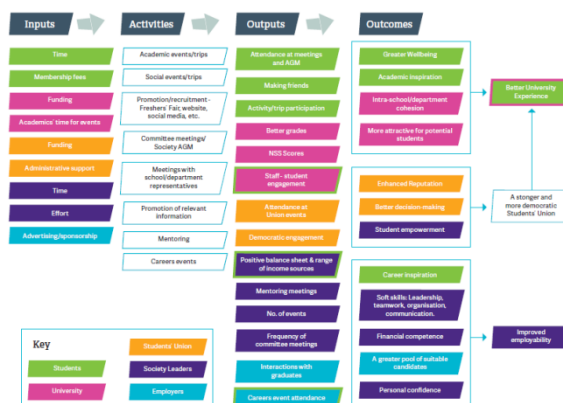 Inputs
Activities
Outputs
Outcomes
Time
Membership fees
Funding
Academics' time for events
Funding
Administrative support
Time
Effort
Advertising/sponsorship
Academic events/trips
Social events/trips
Promotion/recruitment -
Freshers' Fair, website,
social media, etc.
Committee meetings/
Society AGM
Meetings with
school/department
representatives
Promotion of relevant
information
Mentoring
Careers events
Attendance at meetings
and AGM
Making friends
Activity/trip participation
Better grades
NSS Scores
Staff- student
engagement
Attendance at
Union events
Democratic engagement
Positive balance sheet & range
of income sources
Mentoring meetings
No. of events
Frequency of
committee meetings
Interactions with
graduates
Careers event attendance
Greater Wellbeing
Academic inspiration
Intra-school/department
cohesion
More attractive for potential
students
Enhanced Reputation
Better decision-making
Student empowerment
Career inspiration
Soft skills: Leadership,
teamwork, organisation,
communication.
Financial competence
A greater pool of suitable
candidates
Personal confidence
Better University
Experience
A stonger and
more democratic
Students' Union
Improved
employability
Key
Students
University
Students' Union
Society Leaders
Employers